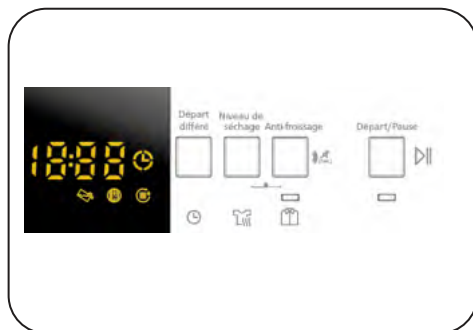 18:88
Départ différé
Niveau de séchage
Anti-froissage
Départ/Pause